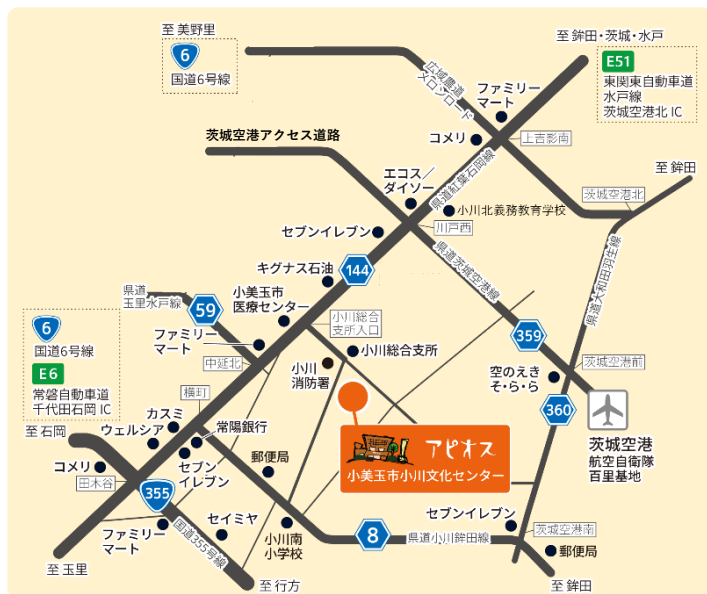 至 美野里
6
国道6号線
至 鉾田・茨城・水戸
E51
東関東自動車道
水戸線
茨城空港北 IC
広域農道
メロンロード
ファミリー
マート
コメリ
上吉影南
茨城空港アクセス道路
至 鉾田
エコス／
ダイソー
県道紅葉石岡線
茨城空港北
小川北義務教育学校
セブンイレブン
川戸西
キグナス石油
144
県道茨城空港線
県道大和田羽生線
県道
玉里水戸線
59
小美玉市
医療センター
小川総合
支所入口
6
国道6号線
E6
常磐自動車道
千代田石岡 IC
ファミリー
マート
中延北
小川
消防署
小川総合支所
359
茨城空港前
空のえき
そ・ら・ら
360
横町
カスミ
ウェルシア
常陽銀行
至 石岡
コメリ
セブン
イレブン
郵便局
アピオス
小美玉市小川文化センター
茨城空港
航空自衛隊
百里基地
田木谷
355
セイミヤ
ファミリー
マート
国道355号線
小川南
小学校
8
県道小川鉾田線
セブンイレブン
茨城空港南
郵便局
至 玉里
至 行方
至 鉾田